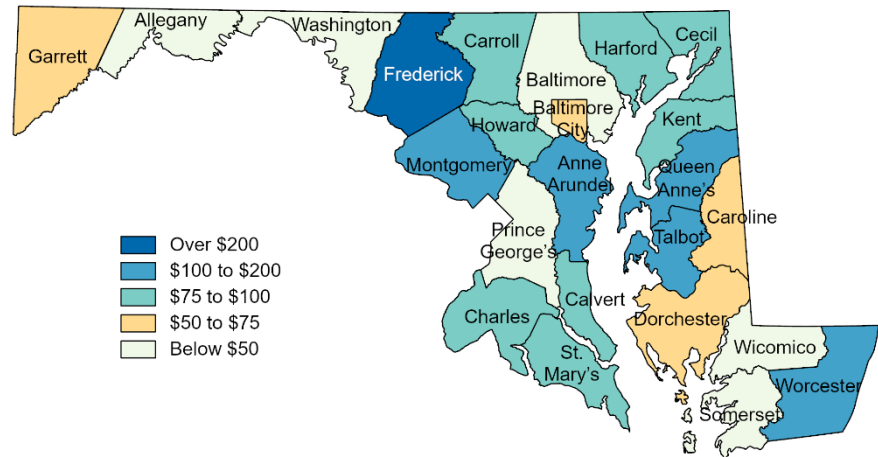 Garrett
Allegany
Washington
Frederick
Carroll
Baltimore
Baltimore
City
Harford
Cecil
Kent
Howard
Montgomery
Anne
Arundel
Queen
Anne's
Caroline
Talbot
Prince
George's
Calvert
Charles
St.
Mary's
Dorchester
Wicomico
Worcester
Somerset
Over $200
$100 to $200
$75 to $100
$50 to $75
Below $50